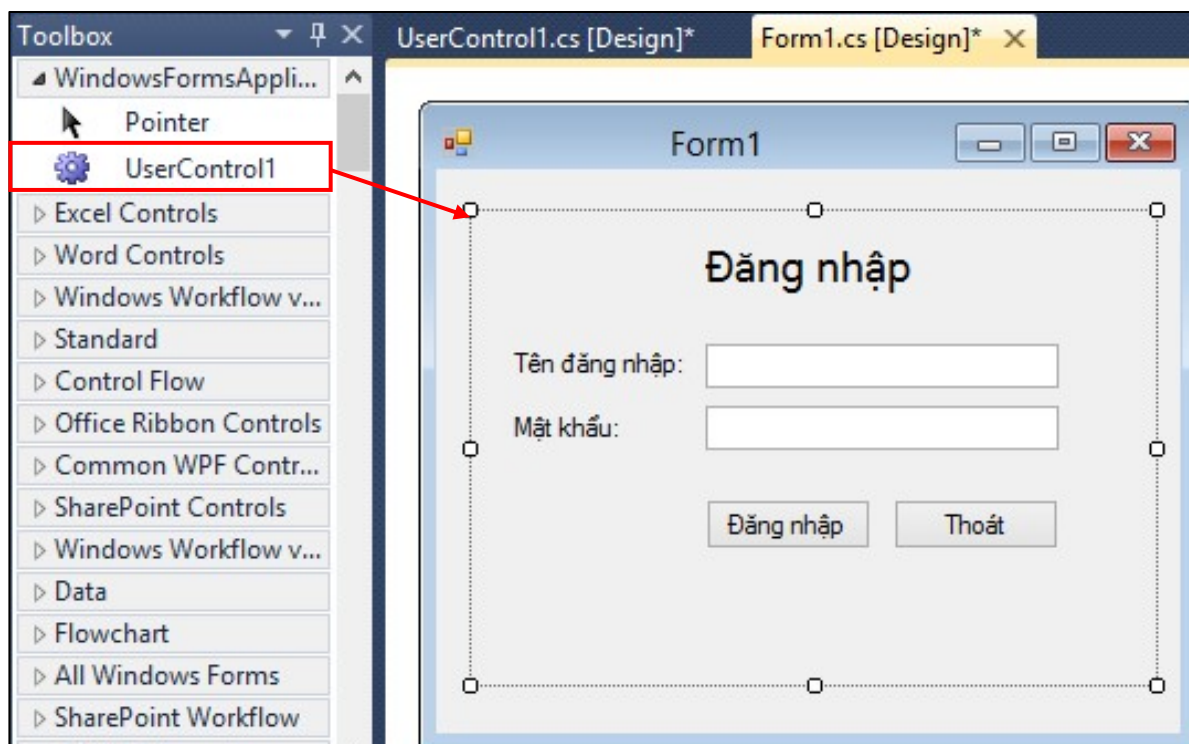 Toolbox
WindowsFormsAppli...
Pointer
UserControl1
Excel Controls
Word Controls
Windows Workflow v...
Standard
Control Flow
Office Ribbon Controls
Common WPF Contr...
SharePoint Controls
Windows Workflow v...
Data
Flowchart
All Windows Forms
SharePoint Workflow
UserControl1.cs [Design]* Form1.cs [Design]*
Form1
Đăng nhập
Tên đăng nhập:
Mật khẩu:
Đăng nhập Thoát